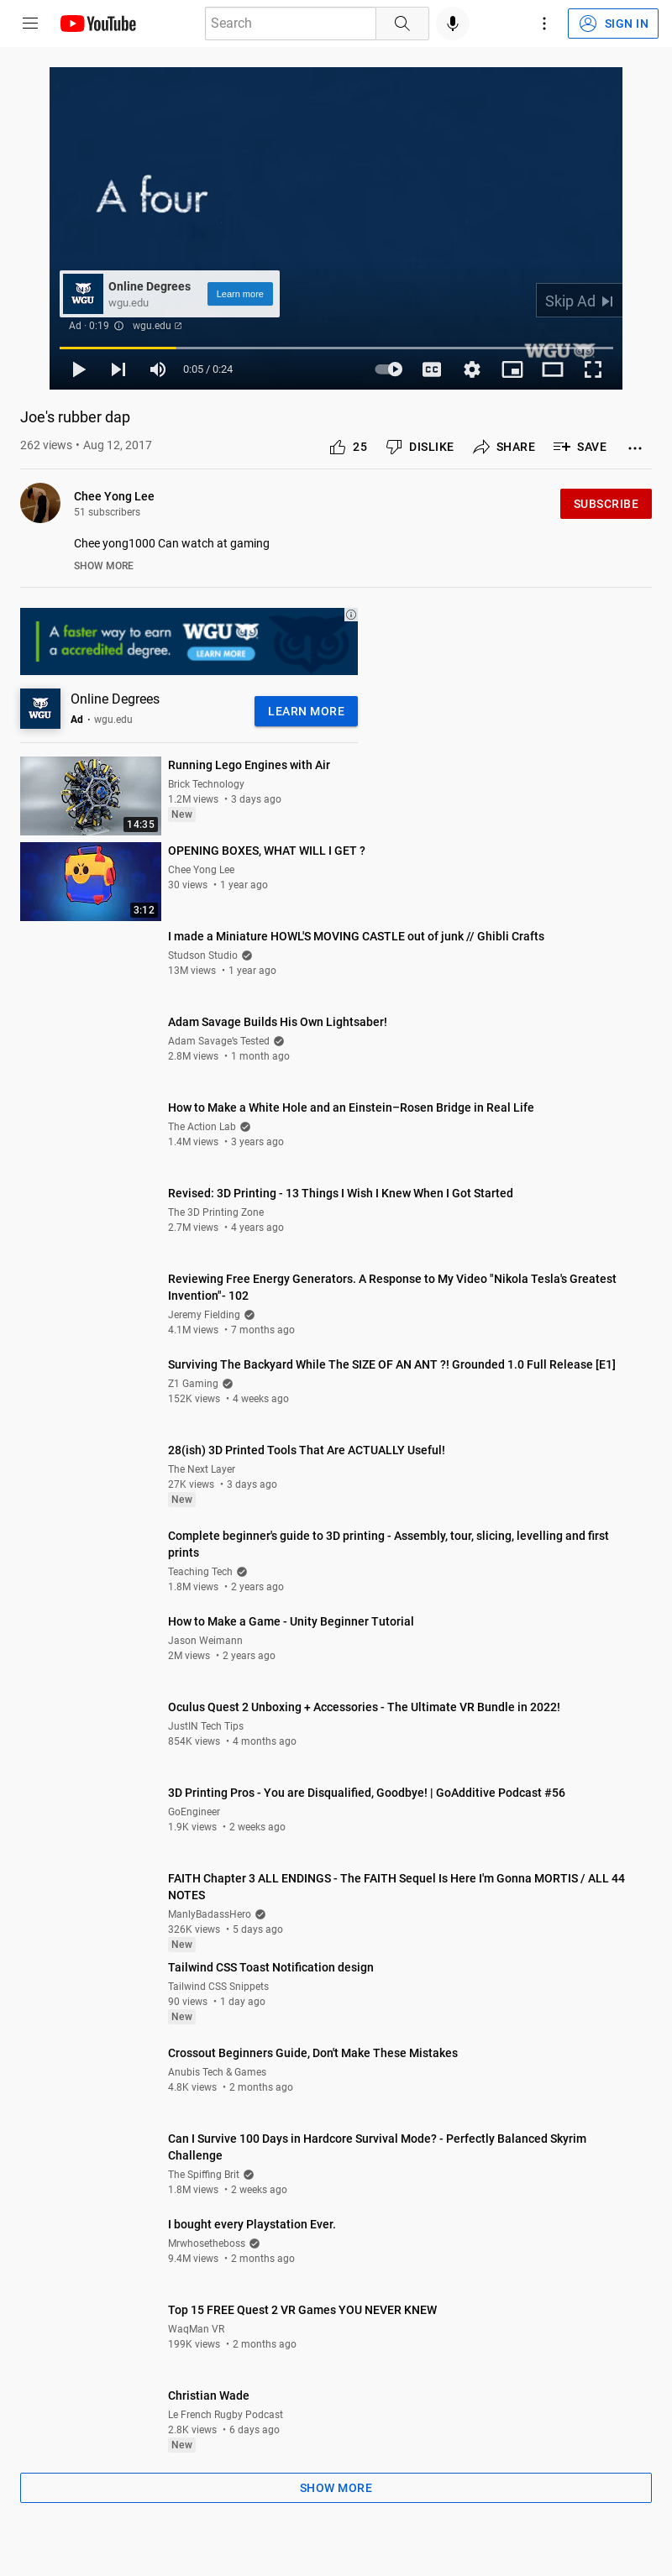 YouTube
Search
SIGN IN
A four
Online Degrees
wgu.edu
Learn more
WGU
Skip Ad
Ad · 0:19
wgu.edu
WGU
0:05 / 0:24
CC
Joe's rubber dap
262 views • Aug 12, 2017
25
DISLIKE
SHARE
SAVE
Chee Yong Lee
51 subscribers
SUBSCRIBE
Chee yong1000 Can watch at gaming
SHOW MORE
A faster way to earn
a accredited degree.
WGU
LEARN MORE
WGU
Online Degrees
Ad • wgu.edu
LEARN MORE
Running Lego Engines with Air
Brick Technology
1.2M views • 3 days ago
New
14:35
OPENING BOXES, WHAT WILL I GET ?
Chee Yong Lee
30 views • 1 year ago
3:12
I made a Miniature HOWL'S MOVING CASTLE out of junk // Ghibli Crafts
Studson Studio
13M views • 1 year ago
Adam Savage Builds His Own Lightsaber!
Adam Savage's Tested
2.8M views • 1 month ago
How to Make a White Hole and an Einstein–Rosen Bridge in Real Life
The Action Lab
1.4M views • 3 years ago
Revised: 3D Printing - 13 Things I Wish I Knew When I Got Started
The 3D Printing Zone
2.7M views • 4 years ago
Reviewing Free Energy Generators. A Response to My Video "Nikola Tesla's Greatest
Invention"- 102
Jeremy Fielding
4.1M views • 7 months ago
Surviving The Backyard While The SIZE OF AN ANT ?! Grounded 1.0 Full Release [E1]
Z1 Gaming
152K views • 4 weeks ago
28(ish) 3D Printed Tools That Are ACTUALLY Useful!
The Next Layer
27K views • 3 days ago
New
Complete beginner's guide to 3D printing - Assembly, tour, slicing, levelling and first
prints
Teaching Tech
1.8M views • 2 years ago
How to Make a Game - Unity Beginner Tutorial
Jason Weimann
2M views • 2 years ago
Oculus Quest 2 Unboxing + Accessories - The Ultimate VR Bundle in 2022!
JustIN Tech Tips
854K views • 4 months ago
3D Printing Pros - You are Disqualified, Goodbye! | GoAdditive Podcast #56
GoEngineer
1.9K views • 2 weeks ago
FAITH Chapter 3 ALL ENDINGS - The FAITH Sequel Is Here I'm Gonna MORTIS / ALL 44
NOTES
ManlyBadassHero
326K views • 5 days ago
New
Tailwind CSS Toast Notification design
Tailwind CSS Snippets
90 views • 1 day ago
New
Crossout Beginners Guide, Don't Make These Mistakes
Anubis Tech & Games
4.8K views • 2 months ago
Can I Survive 100 Days in Hardcore Survival Mode? - Perfectly Balanced Skyrim
Challenge
The Spiffing Brit
1.8M views • 2 weeks ago
I bought every Playstation Ever.
Mrwhosetheboss
9.4M views • 2 months ago
Top 15 FREE Quest 2 VR Games YOU NEVER KNEW
WaqMan VR
199K views • 2 months ago
Christian Wade
Le French Rugby Podcast
2.8K views • 6 days ago
New
SHOW MORE